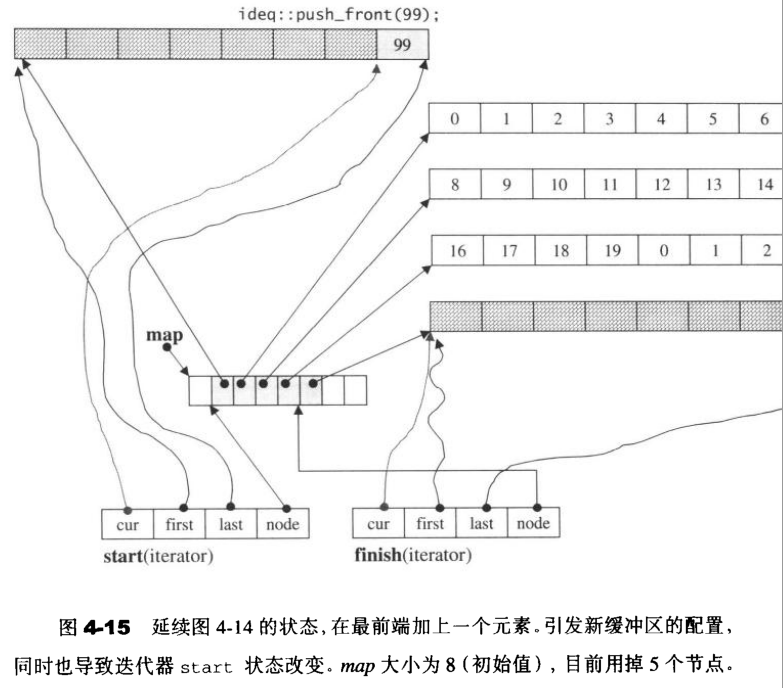 ideq::push_front(99);
99
0 1 2 3 4 5 6
8 9 10 11 12 13 14
16 17 18 19 0 1 2
map
cur first last node
start(iterator)
cur first last node
finish(iterator)
图 4-15 延续图 4-14 的状态,在最前端加上一个元素。引发新缓冲区的配置,
同时也导致迭代器 start 状态改变。map 大小为 8(初始值),目前用掉 5 个节点。